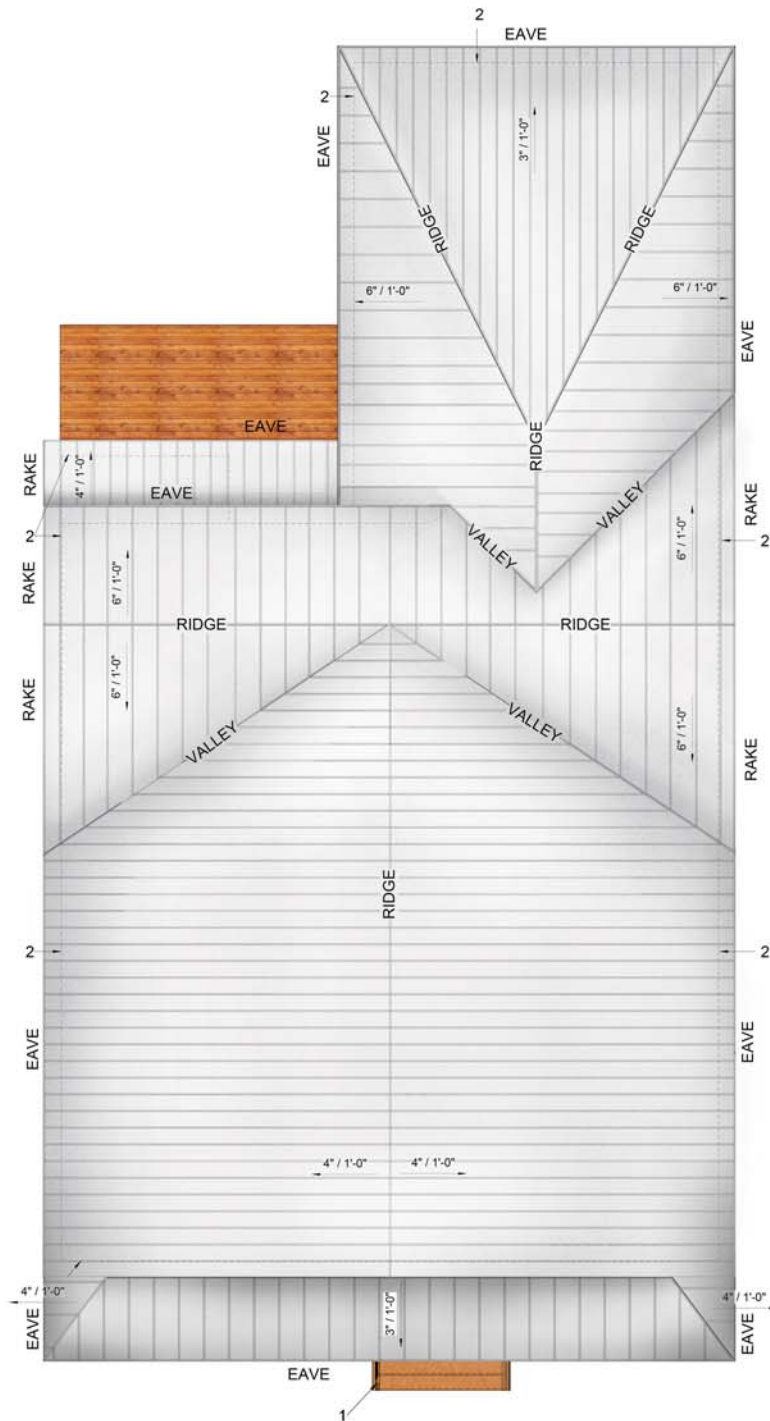 2
EAVE
2
EAVE
3" / 1'-0"
RIDGE
RIDGE
6" / 1'-0"
6" / 1'-0"
EAVE
EAVE
RIDGE
RAKE
4" / 1'-0"
EAVE
VALLEY
RAKE
2
VALLEY
6" / 1'-0"
2
RAKE
6" / 1'-0"
RIDGE
RIDGE
6" / 1'-0"
RAKE
VALLEY
VALLEY
6" / 1'-0"
RAKE
RIDGE
2
2
EAVE
EAVE
4" / 1'-0"
4" / 1'-0"
4" / 1'-0"
4" / 1'-0"
3" / 1'-0"
EAVE
EAVE
EAVE
1